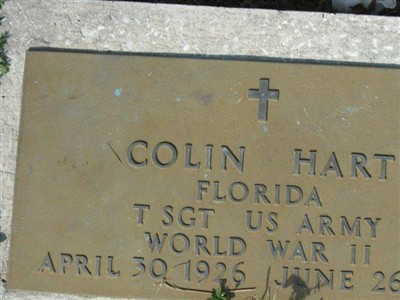 COLIN HART
FLORIDA
T SGT US ARMY
WORLD WAR II
APRIL 30 1926 JUNE 26